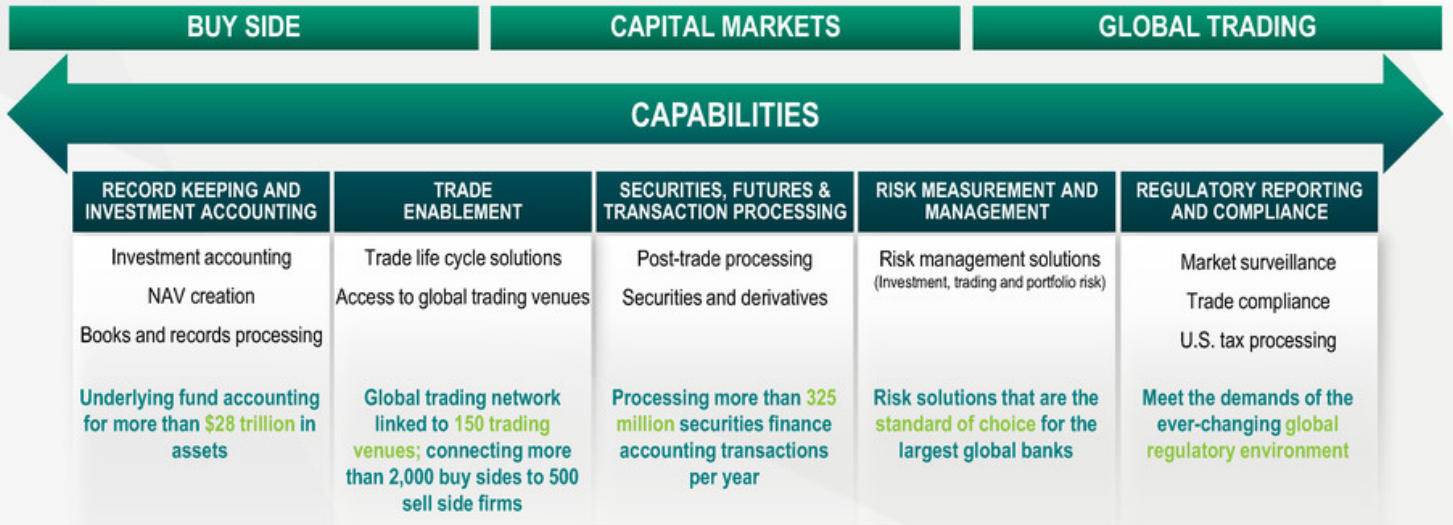 BUY SIDE
CAPITAL MARKETS
GLOBAL TRADING
CAPABILITIES
RECORD KEEPING AND
INVESTMENT ACCOUNTING
Investment accounting
NAV creation
Books and records processing
Underlying fund accounting
for more than $28 trillion in
assets
TRADE
ENABLEMENT
Trade life cycle solutions
Access to global trading venues
Global trading network
linked to 150 trading
venues; connecting more
than 2,000 buy sides to 500
sell side firms
SECURITIES, FUTURES &
TRANSACTION PROCESSING
Post-trade processing
Securities and derivatives
Processing more than 325
million securities finance
accounting transactions
per year
RISK MEASUREMENT AND
MANAGEMENT
Risk management solutions
(Investment, trading and portfolio risk)
Risk solutions that are the
standard of choice for the
largest global banks
REGULATORY REPORTING
AND COMPLIANCE
Market surveillance
Trade compliance
U.S. tax processing
Meet the demands of the
ever-changing global
regulatory environment